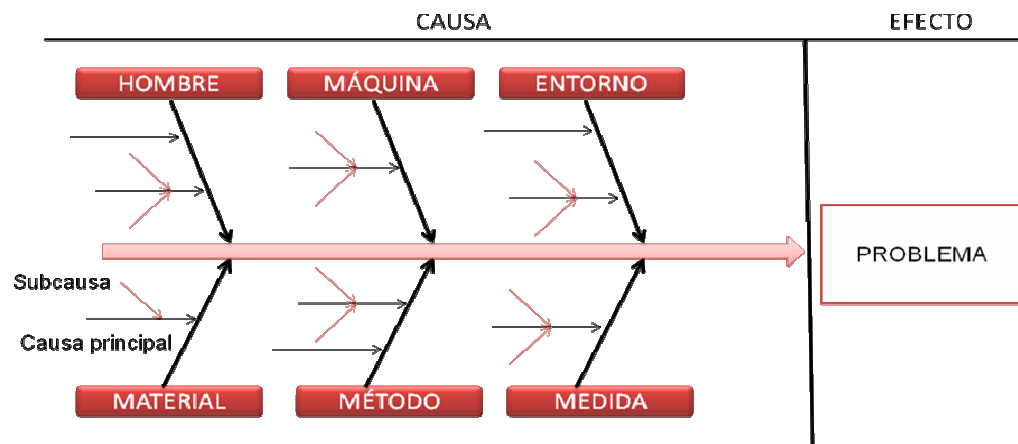 CAUSA
EFECTO
HOMBRE
MÁQUINA
ENTORNO
PROBLEMA
Subcausa
Causa principal
MATERIAL
MÉTODO
MEDIDA